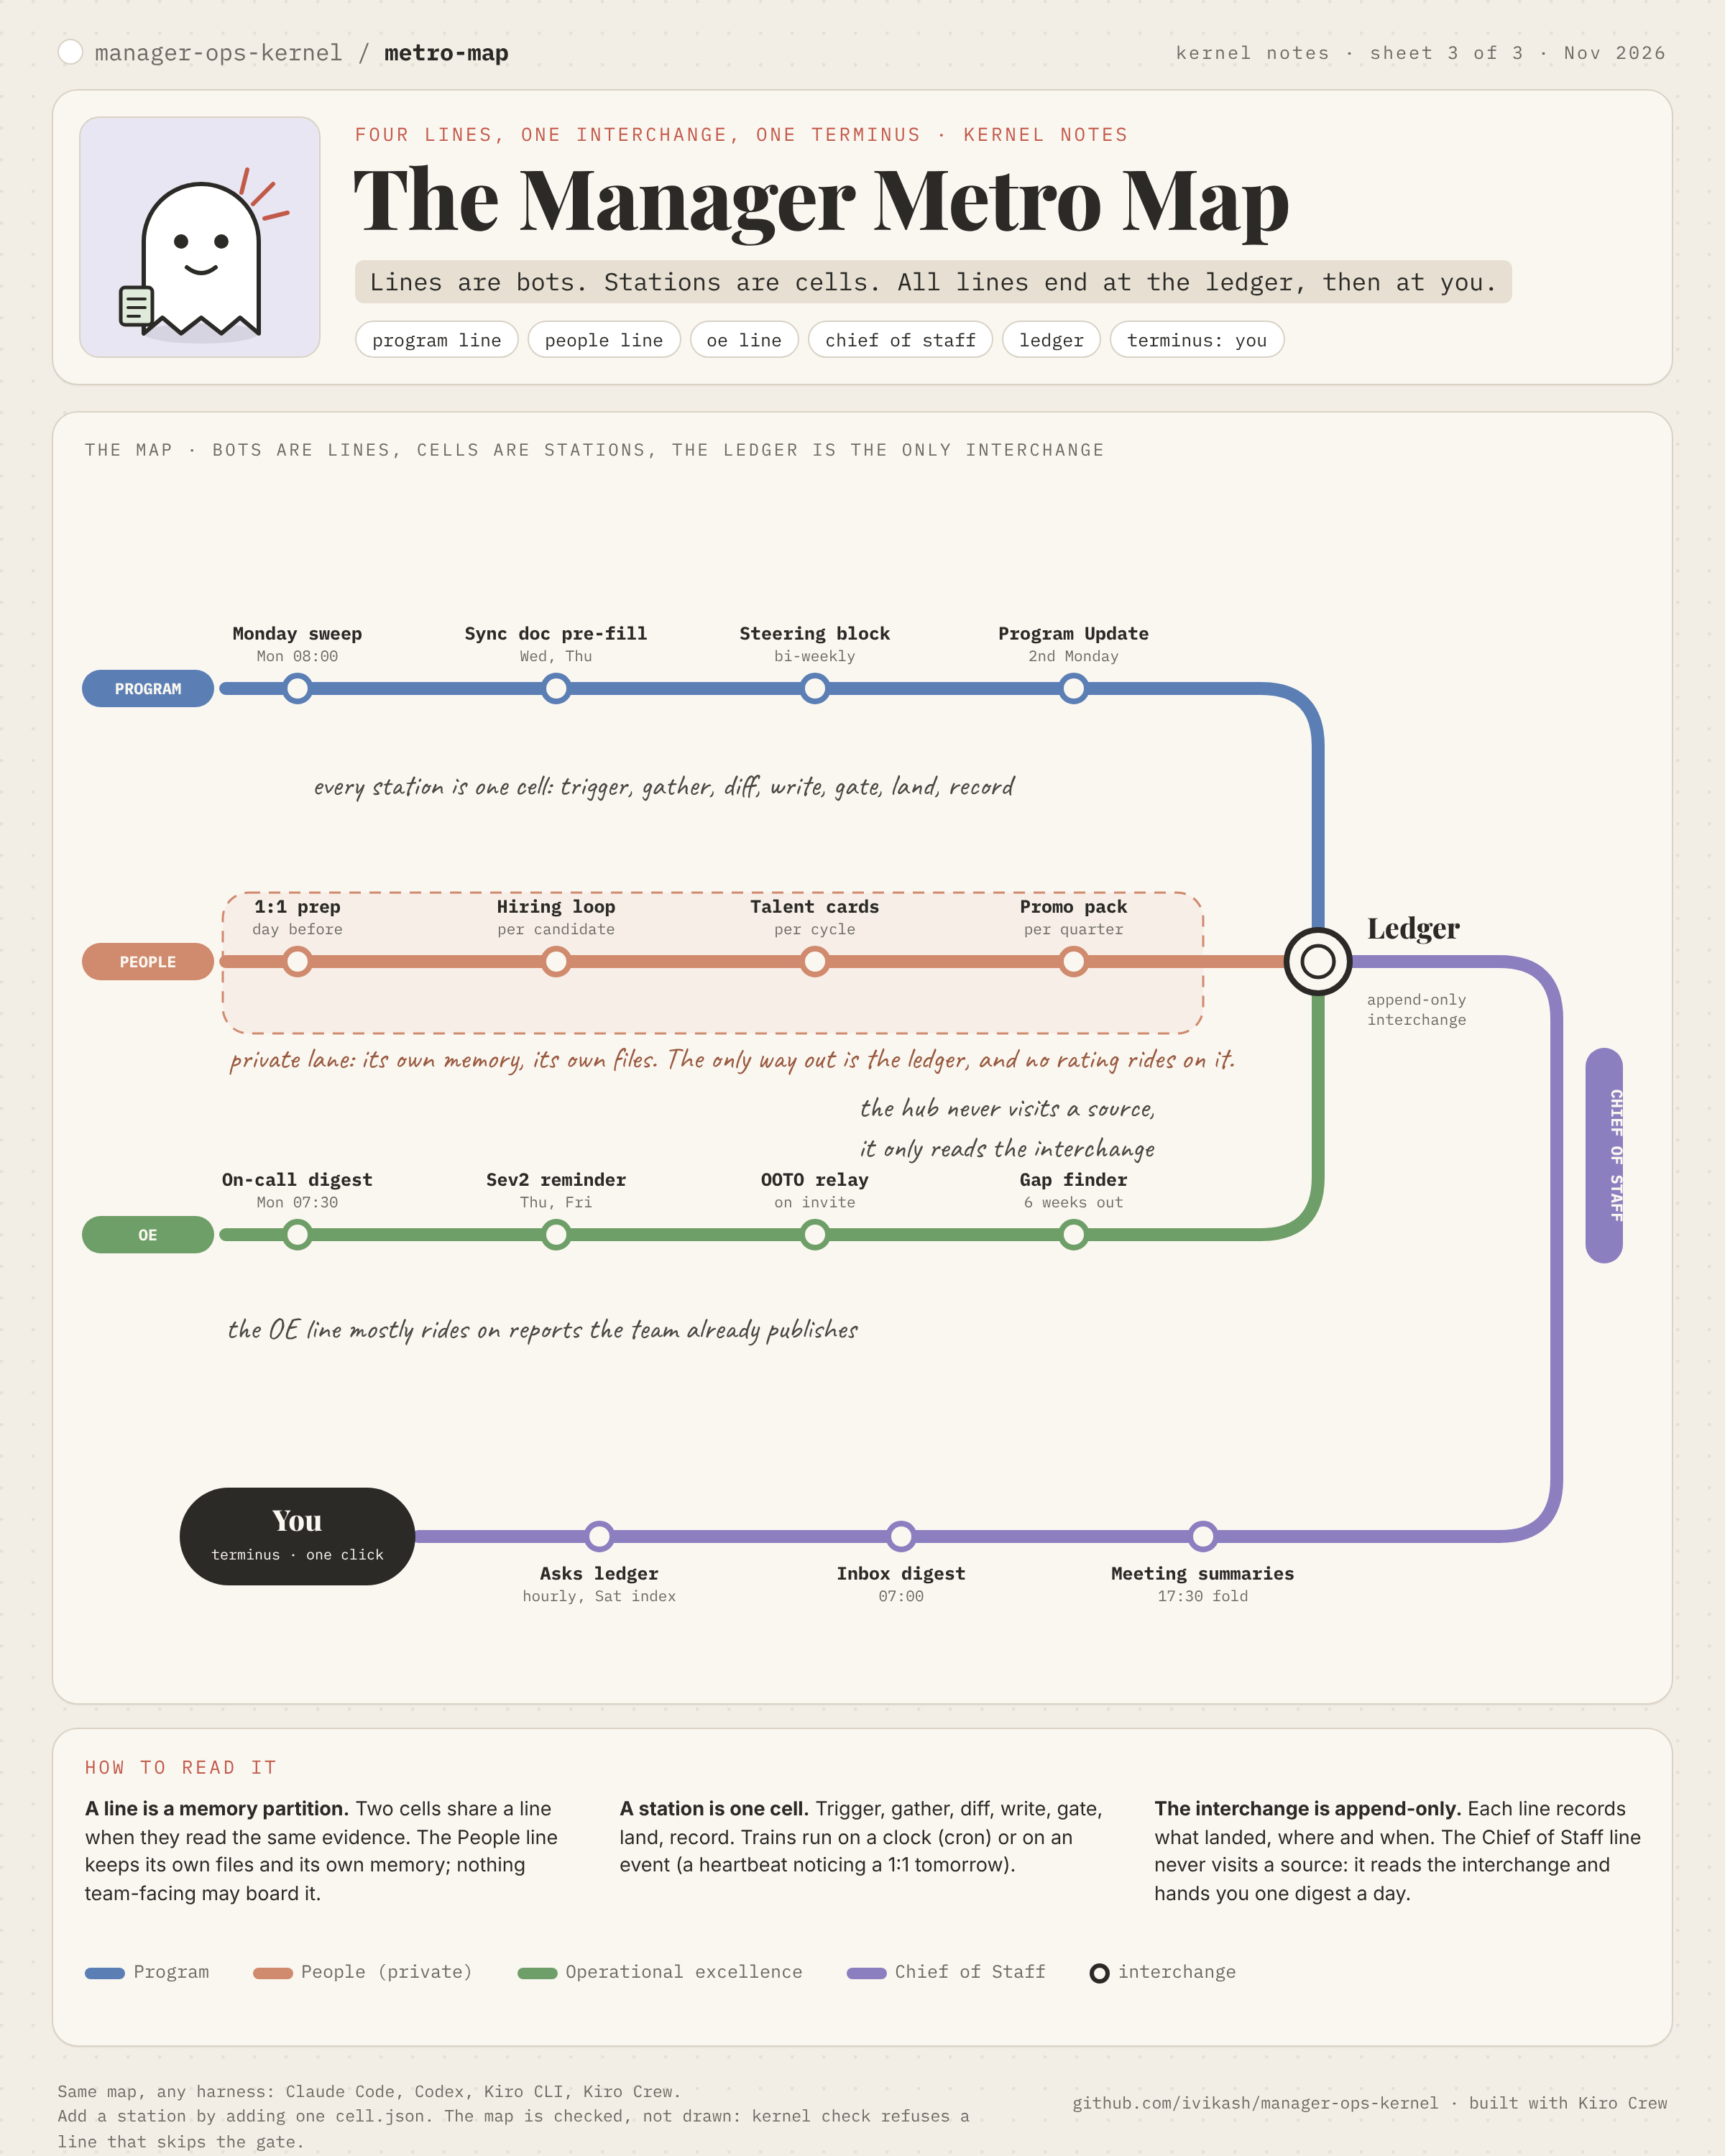 manager-ops-kernel / metro-map
kernel notes · sheet 3 of 3 · Nov 2026
FOUR LINES, ONE INTERCHANGE, ONE TERMINUS · KERNEL NOTES
The Manager Metro Map
Lines are bots. Stations are cells. All lines end at the ledger, then at you.
program line
people line
oe line
chief of staff
ledger
terminus: you
THE MAP · BOTS ARE LINES, CELLS ARE STATIONS, THE LEDGER IS THE ONLY INTERCHANGE
PROGRAM
Monday sweep
Mon 08:00
Sync doc pre-fill
Wed, Thu
Steering block
bi-weekly
Program Update
2nd Monday
every station is one cell: trigger, gather, diff, write, gate, land, record
PEOPLE
1:1 prep
day before
Hiring loop
per candidate
Talent cards
per cycle
Promo pack
per quarter
Ledger
append-only
interchange
private lane: its own memory, its own files. The only way out is the ledger, and no rating rides on it.
the hub never visits a source,
it only reads the interchange
CHIEF OF STAFF
OE
On-call digest
Mon 07:30
Sev2 reminder
Thu, Fri
OOTO relay
on invite
Gap finder
6 weeks out
the OE line mostly rides on reports the team already publishes
You
terminus · one click
Asks ledger
hourly, Sat index
Inbox digest
07:00
Meeting summaries
17:30 fold
HOW TO READ IT
A line is a memory partition. Two cells share a line
when they read the same evidence. The People line
keeps its own files and its own memory; nothing
team-facing may board it.
A station is one cell. Trigger, gather, diff, write, gate,
land, record. Trains run on a clock (cron) or on an
event (a heartbeat noticing a 1:1 tomorrow).
The interchange is append-only. Each line records
what landed, where and when. The Chief of Staff line
never visits a source: it reads the interchange and
hands you one digest a day.
Program
People (private)
Operational excellence
Chief of Staff
interchange
Same map, any harness: Claude Code, Codex, Kiro CLI, Kiro Crew.
Add a station by adding one cell.json. The map is checked, not drawn: kernel check refuses a
line that skips the gate.
github.com/ivikash/manager-ops-kernel · built with Kiro Crew